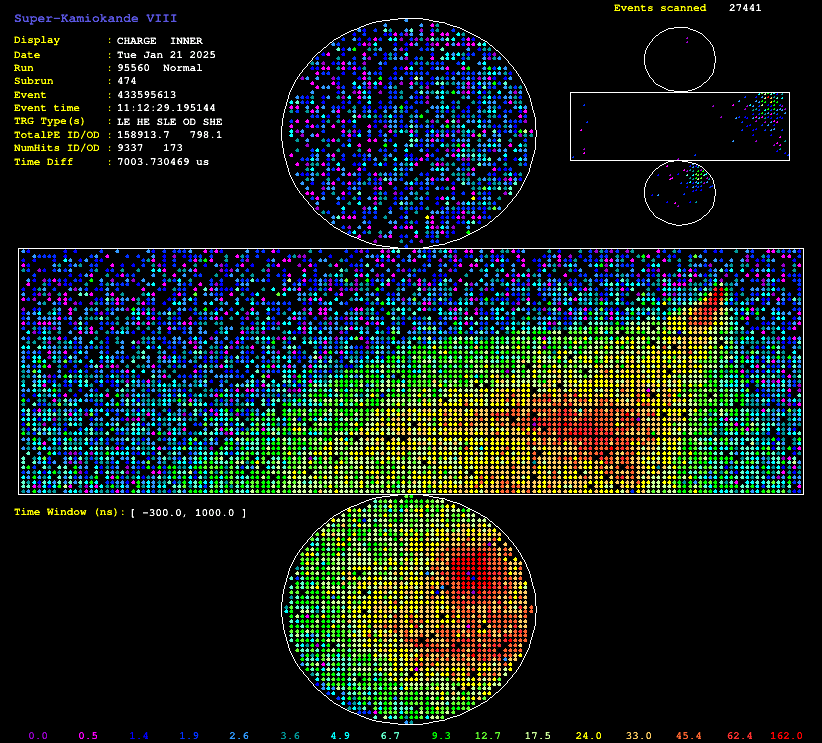 Super-Kamiokande VIII
Events scanned 27441
Display : CHARGE INNER
Date : Tue Jan 21 2025
Run : 95560 Normal
Subrun : 474
Event : 433595613
Event time : 11:12:29.195144
TRG Type(s) : LE HE SLE OD SHE
TotalPE ID/OD : 158913.7 798.1
NumHits ID/OD : 9337 173
Time Diff : 7003.730469 us
Time Window (ns): [ -300.0, 1000.0 ]
0.0 0.5 1.4 1.9 2.6 3.6 4.9 6.7 9.3 12.7 17.5 24.0 33.0 45.4 62.4 162.0